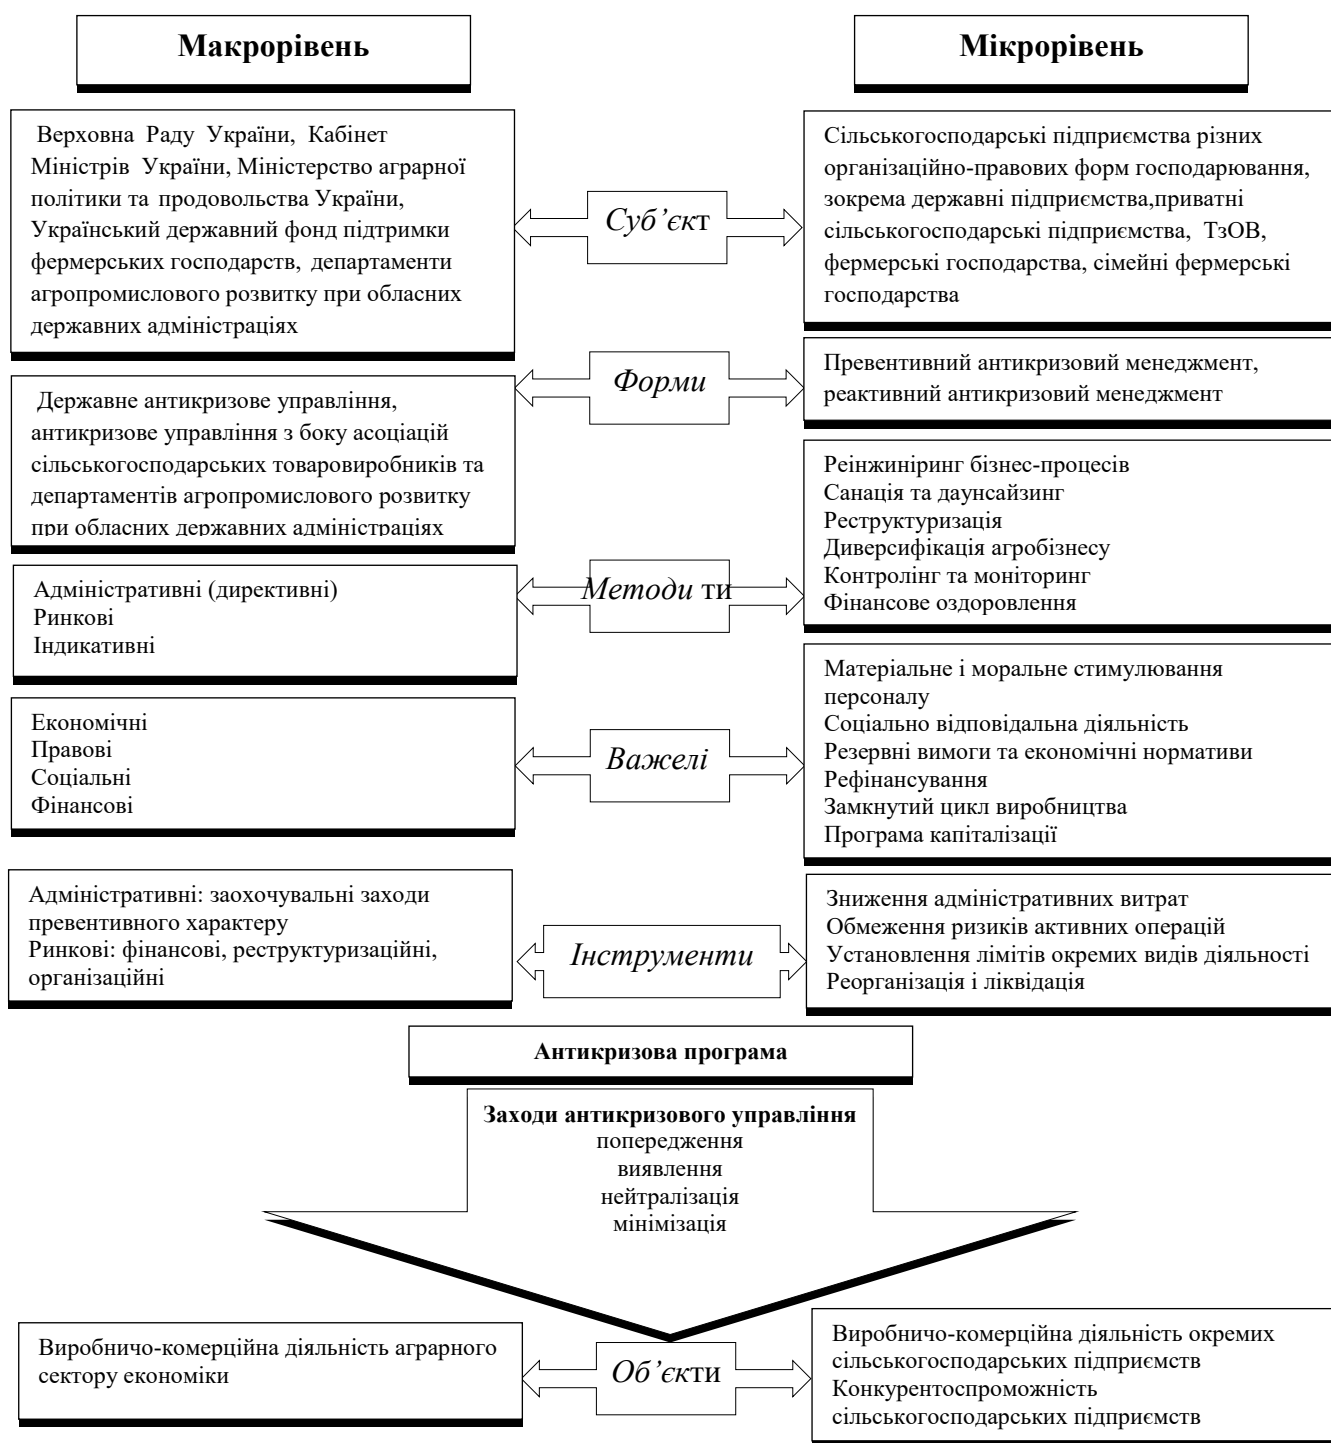 Макрорівень
Мікрорівень
Верховна Раду України, Кабінет
Міністрів України, Міністерство аграрної
політики та продовольства України,
Український державний фонд підтримки
фермерських господарств, департаменти
агропромислового розвитку при обласних
державних адміністраціях
Суб’єкт
Сільськогосподарські підприємства різних
організаційно-правових форм господарювання,
зокрема державні підприємства,приватні
сільськогосподарські підприємства, ТзОВ,
фермерські господарства, сімейні фермерські
господарства
Державне антикризове управління,
антикризове управління з боку асоціацій
сільськогосподарських товаровиробників та
департаментів агропромислового розвитку
при обласних державних адміністраціях
Форми
Превентивний антикризовий менеджмент,
реактивний антикризовий менеджмент
Адміністративні (директивні)
Ринкові
Індикативні
Методи ти
Реінжиніринг бізнес-процесів
Санація та даунсайзинг
Реструктуризація
Диверсифікація агробізнесу
Контролінг та моніторинг
Фінансове оздоровлення
Економічні
Правові
Соціальні
Фінансові
Важелі
Матеріальне і моральне стимулювання
персоналу
Соціально відповідальна діяльність
Резервні вимоги та економічні нормативи
Рефінансування
Замкнутий цикл виробництва
Програма капіталізації
Адміністративні: заохочувальні заходи
превентивного характеру
Ринкові: фінансові, реструктуризаційні,
організаційні
Інструменти
Зниження адміністративних витрат
Обмеження ризиків активних операцій
Установлення лімітів окремих видів діяльності
Реорганізація і ліквідація
Антикризова програма
Заходи антикризового управління
попередження
виявлення
нейтралізація
мінімізація
Виробничо-комерційна діяльність аграрного
сектору економіки
Об’єкти
Виробничо-комерційна діяльність окремих
сільськогосподарських підприємств
Конкурентоспроможність
сільськогосподарських підприємств